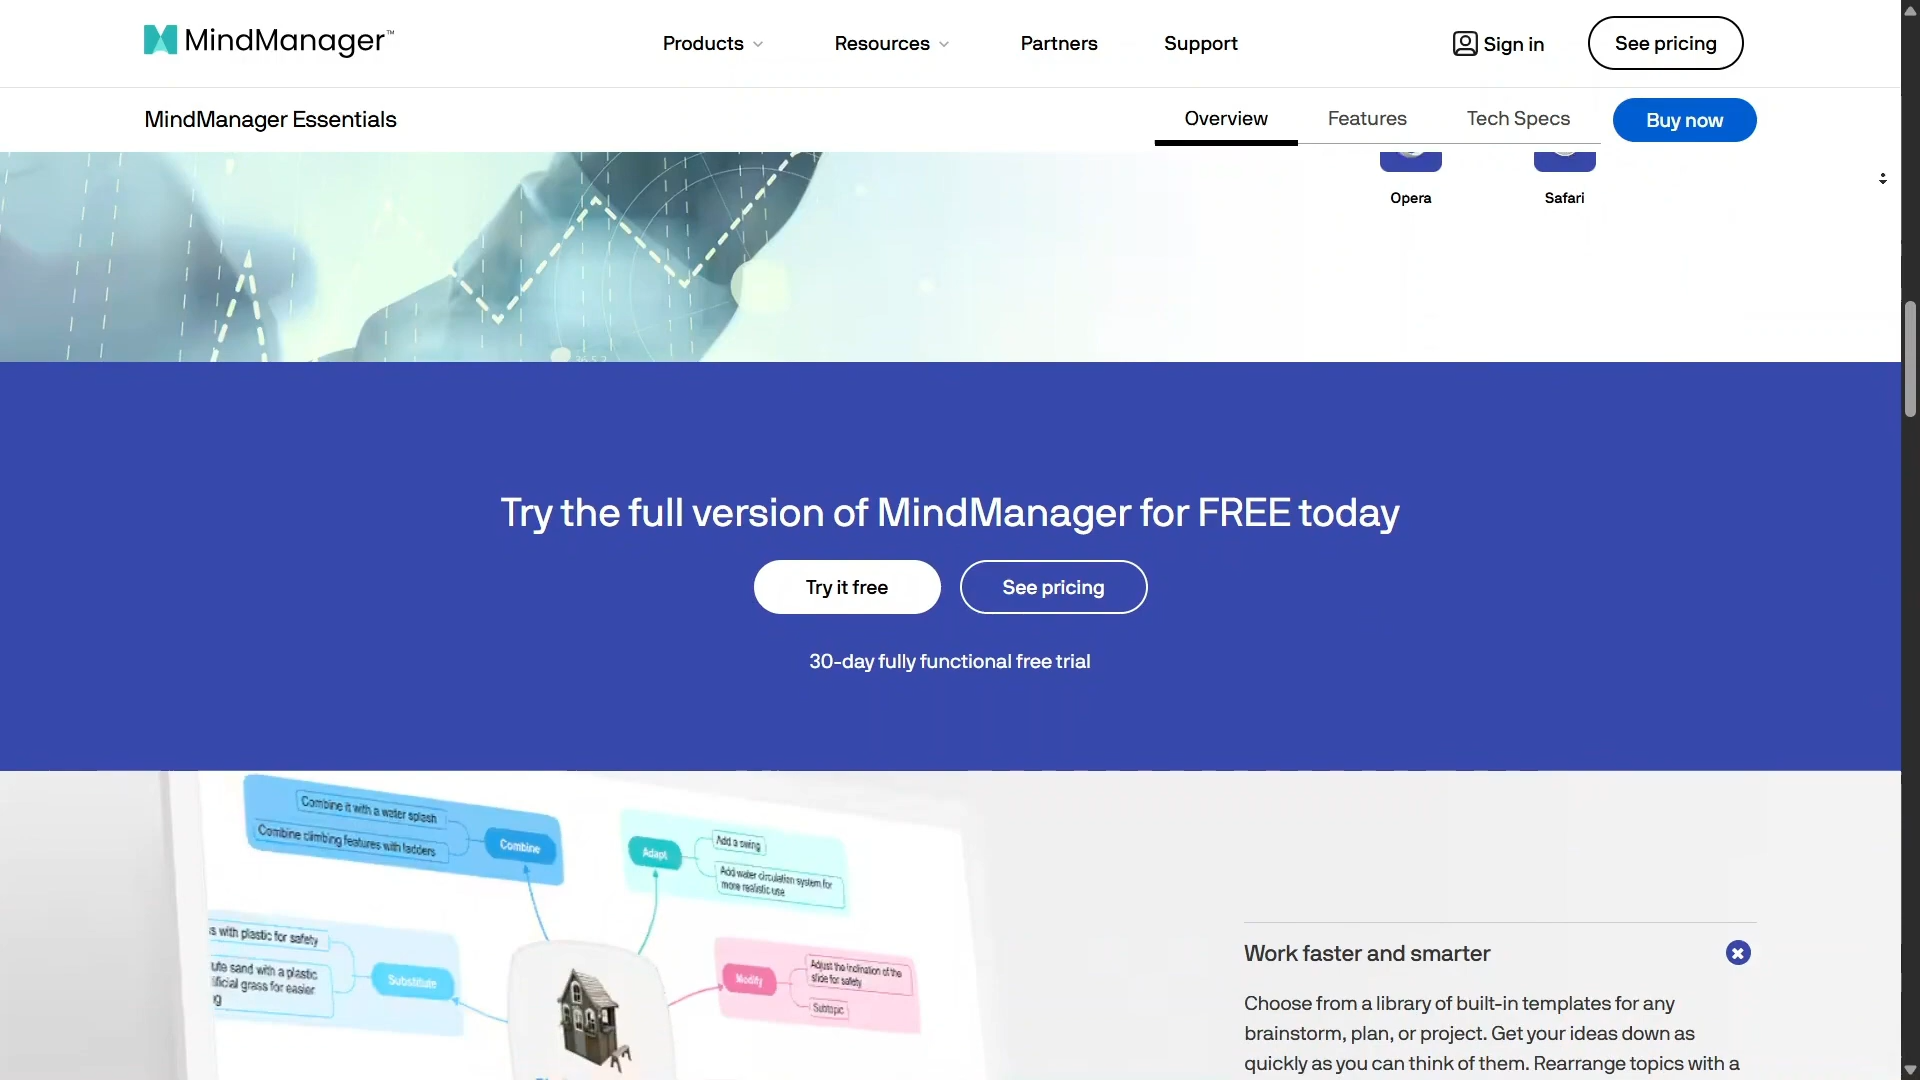 MindManager™
Products
Resources
Partners
Support
Sign in
See pricing
MindManager Essentials
Overview
Features
Tech Specs
Buy now
Opera
Safari
Try the full version of MindManager for FREE today
Try it free
See pricing
30-day fully functional free trial
Combine it with a water splash
Combine climbing features with ladders
Combine
Adapt
Add a swing
Add water circulation system for
more realistic use
with plastic for safety
sand with a plastic
grass for easier
Substitute
Modify
Adjust the inclination of the
slide for safety
Subtopic
Work faster and smarter
Choose from a library of built-in templates for any
brainstorm, plan, or project. Get your ideas down as
quickly as you can think of them. Rearrange topics with a